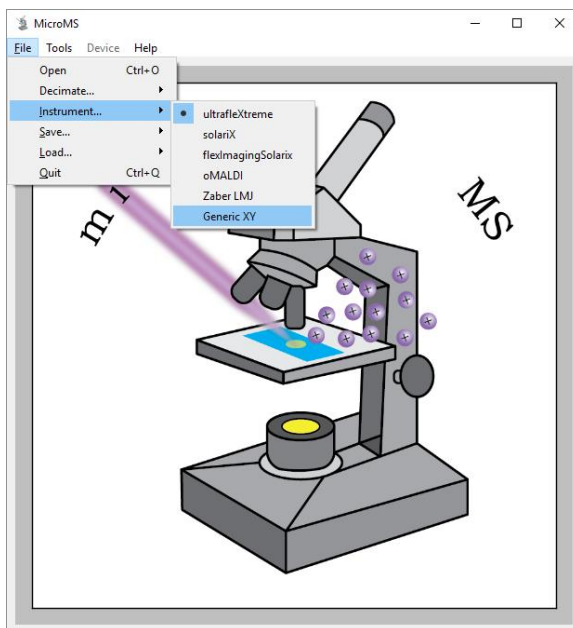 MicroMS
File Tools Device Help
Open Ctrl+O
Decimate...
Instrument...
Save...
Load...
Quit Ctrl+Q
ultrafleXtreme
solariX
flexImagingSolarix
oMALDI
Zaber LMJ
Generic XY
MS